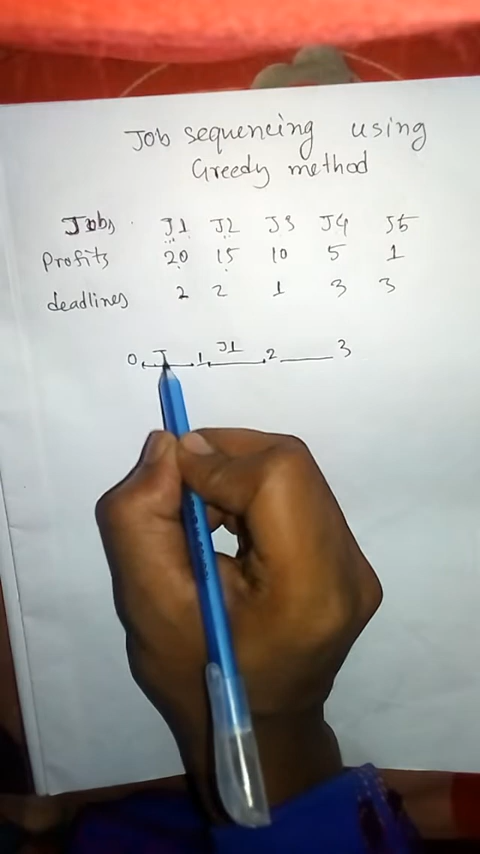 Job sequencing using
Greedy method
Jobs J1 J2 J3 J4 J5
Profits 20 15 10 5 1
deadlines 2 2 1 3 3
0 J 1 J1 2 3